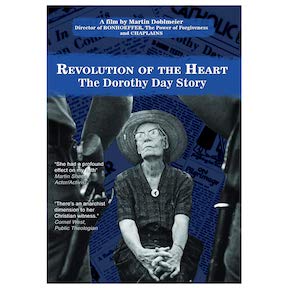 A film by Martin Doblmeier
Director of BONHOEFFER, The Power of Forgiveness
and CHAPLAINS
REVOLUTION OF THE HEART
The Dorothy Day Story
"She had a profound
effect on my faith"
Martin Sheen,
Actor/Activist
"There's an anarchist
dimension to her
Christian witness."
Cornel West,
Public Theologian